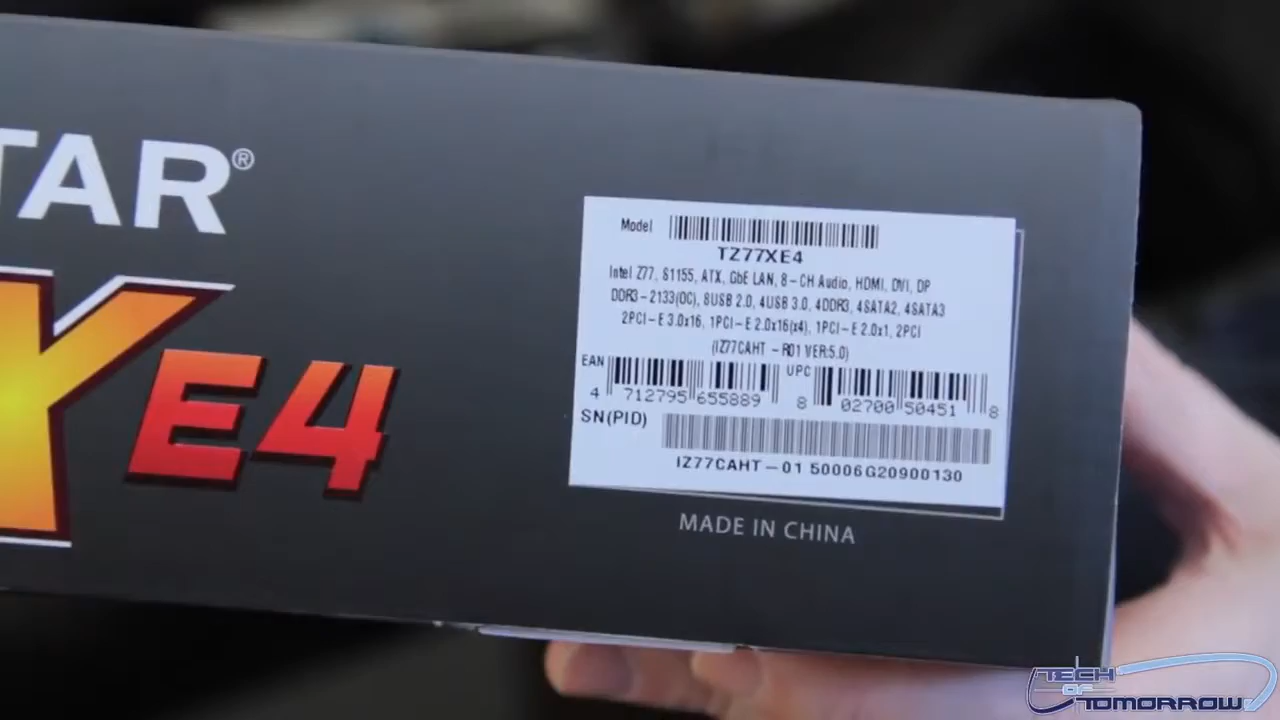 TAR®
X E4
Model
TZ77XE4
Intel Z77, S1155, ATX, GbE LAN, 8-CH Audio, HDMI, DVI, DP
DDR3-2133(OC), 8USB 2.0, 4USB 3.0, 4DDR3, 4SATA2, 4SATA3
2PCI-E 3.0x16, 1PCI-E 2.0x16(x4), 1PCI-E 2.0x1, 2PCI
(IZ77CAHT - R01 VER:5.0)
EAN UPC
4 712795 655889 8 02700 50451 8
SN(PID)
IZ77CAHT-01 50006G20900130
MADE IN CHINA
TECH
OF
TOMORROW